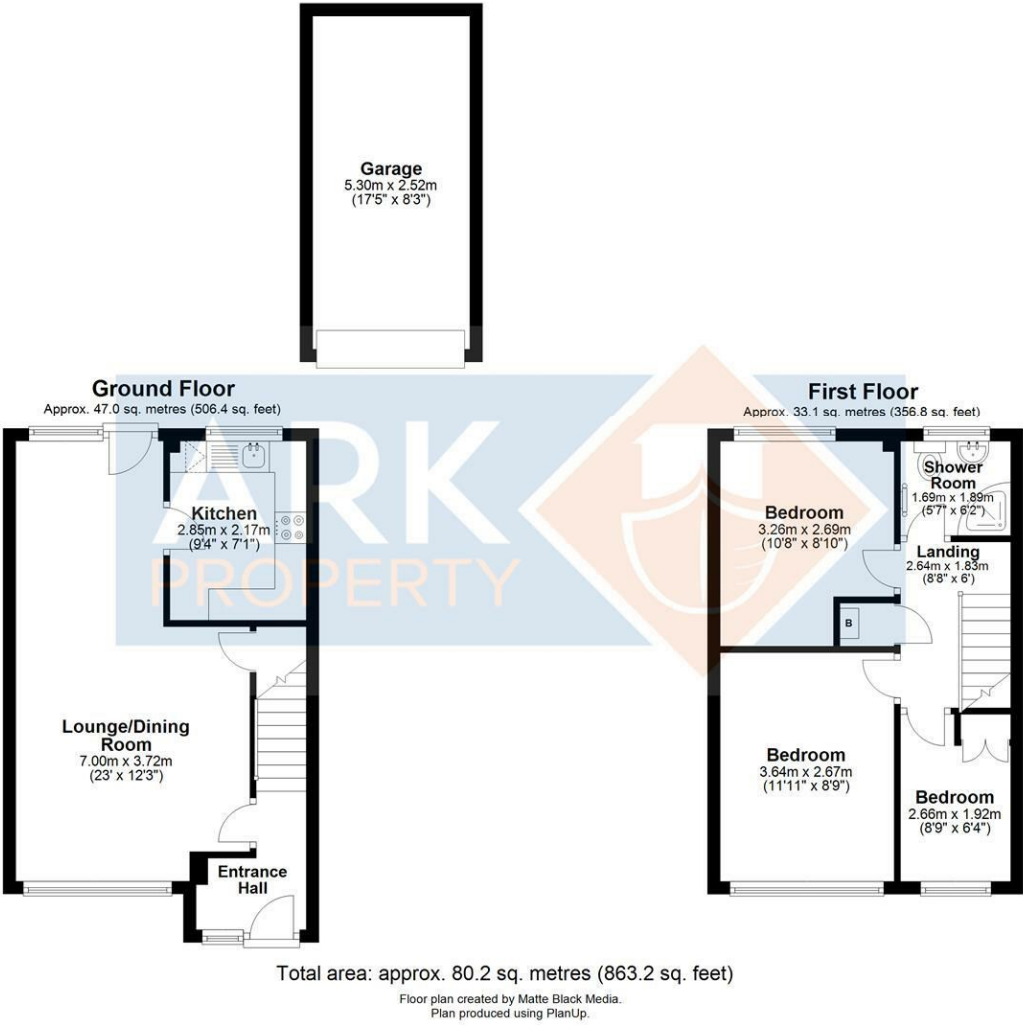 Garage
5.30m x 2.52m
(17'5" x 8'3")
Ground Floor
Approx. 47.0 sq. metres (506.4 sq. feet)
First Floor
Approx. 33.1 sq. metres (356.8 sq. feet)
ARK
PROPERTY
Kitchen
2.85m x 2.17m
(9'4" x 7'1")
Lounge/Dining
Room
7.00m x 3.72m
(23' x 12'3")
Entrance
Hall
Bedroom
3.26m x 2.69m
(10'8" x 8'10")
Shower
Room
1.69m x 1.89m
(5'7" x 6'2")
Landing
2.64m x 1.83m
(8'8" x 6')
B
Bedroom
3.64m x 2.67m
(11'11" x 8'9")
Bedroom
2.66m x 1.92m
(8'9" x 6'4")
Total area: approx. 80.2 sq. metres (863.2 sq. feet)
Floor plan created by Matte Black Media.
Plan produced using PlanUp.